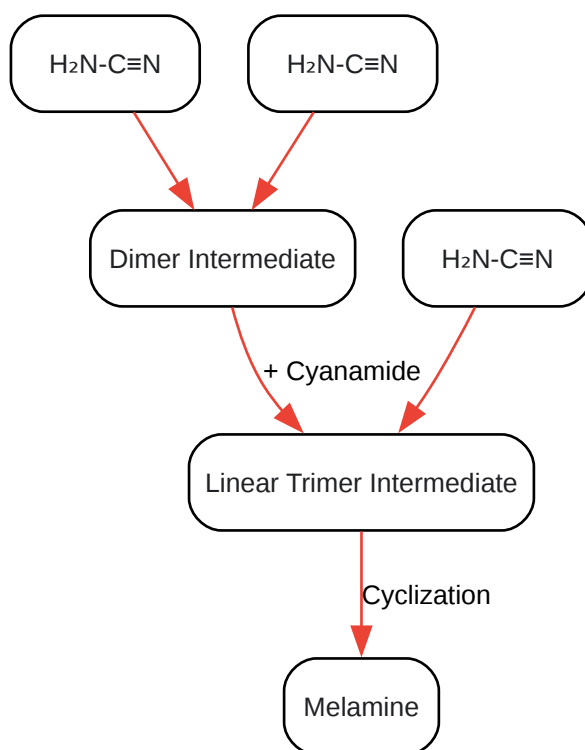 H₂N-C≡N
H₂N-C≡N
Dimer Intermediate
H₂N-C≡N
+ Cyanamide
Linear Trimer Intermediate
Cyclization
Melamine